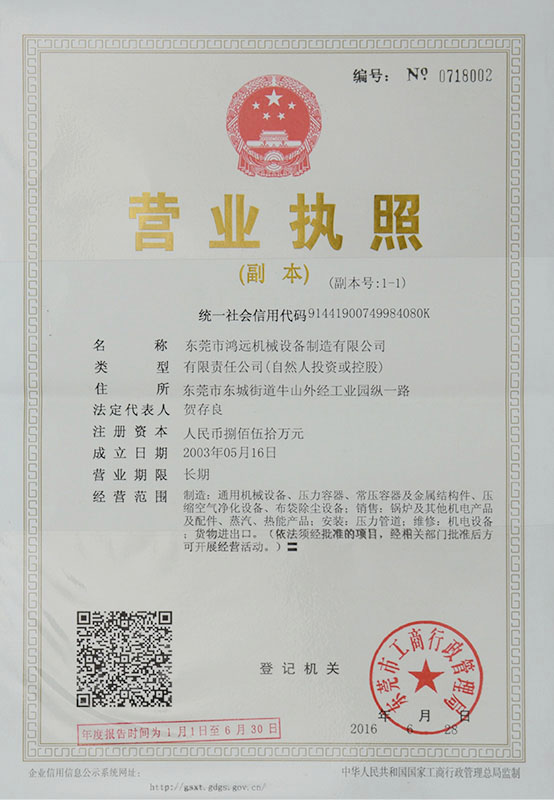 编号: Nº 0718002
营业执照
(副 本) (副本号:1-1)
统一社会信用代码91441900749984080K
名 称 东莞市鸿远机械设备制造有限公司
类 型 有限责任公司(自然人投资或控股)
住 所 东莞市东城街道牛山外经工业园纵一路
法定代表人 贺存良
注册资本 人民币捌佰伍拾万元
成立日期 2003年05月16日
营业期限 长期
经营范围 制造:通用机械设备、压力容器、常压容器及金属结构件、压
缩空气净化设备、布袋除尘设备;销售:锅炉及其他机电产品
及配件、蒸汽、热能产品;安装:压力管道;维修:机电设备
;货物进出口。(依法须经批准的项目,经相关部门批准后方
可开展经营活动。)
登记机关
东莞市工商行政管理局
2016 年 6 月 28 日
年度报告时间为1月1日至6月30日
企业信用信息公示系统网址:
http://gsxt.gdgs.gov.cn/
中华人民共和国国家工商行政管理总局监制